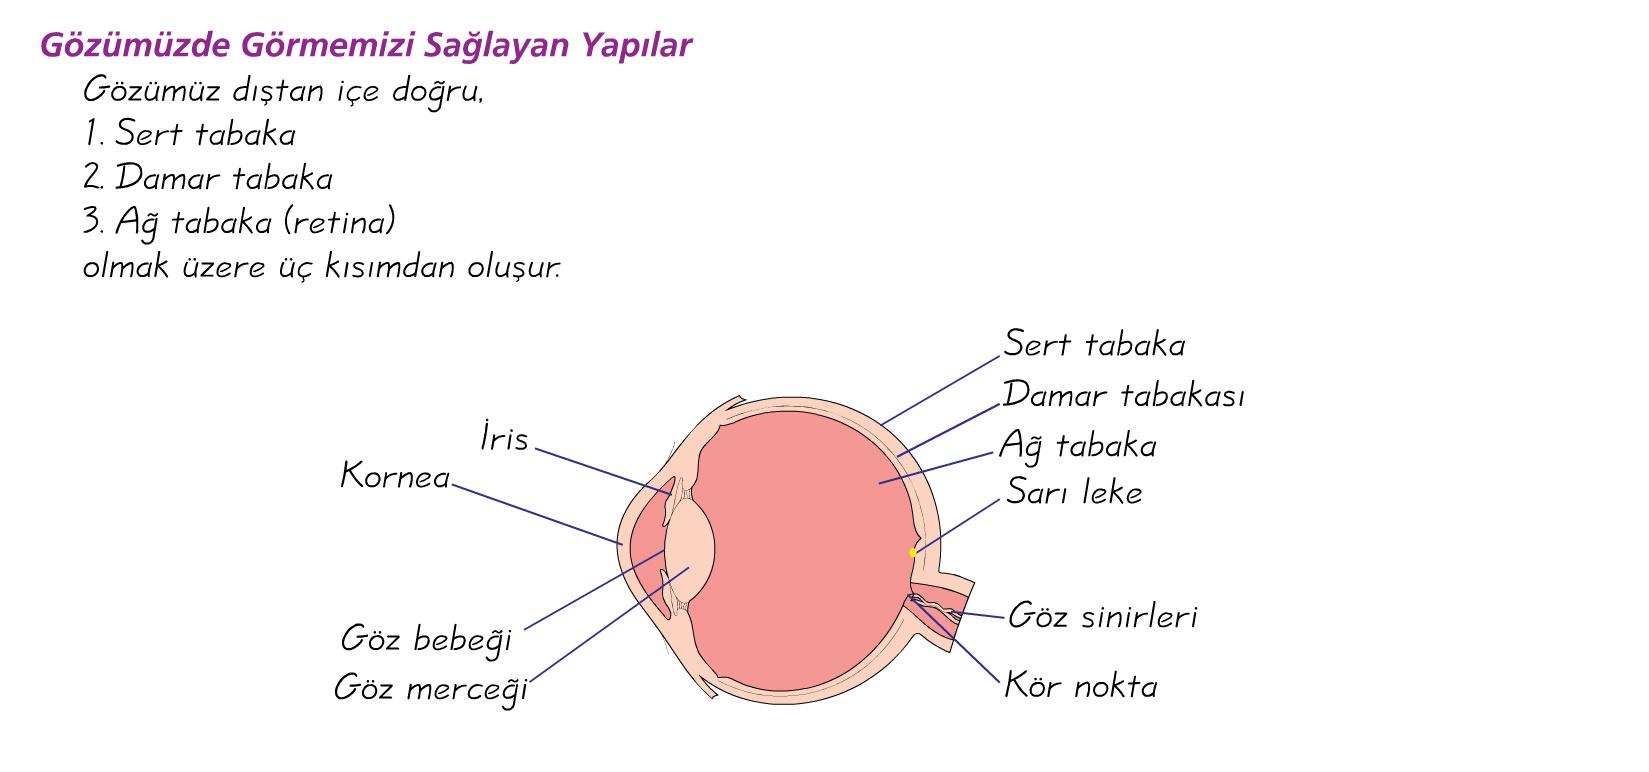 Gözümüzde Görmemizi Sağlayan Yapılar
Gözümüz dıştan içe doğru,
1. Sert tabaka
2. Damar tabaka
3. Ağ tabaka (retina)
olmak üzere üç kısımdan oluşur.
Sert tabaka
Damar tabakası
İris
Ağ tabaka
Kornea
Sarı leke
Göz bebeği
Göz sinirleri
Göz merceği
Kör nokta